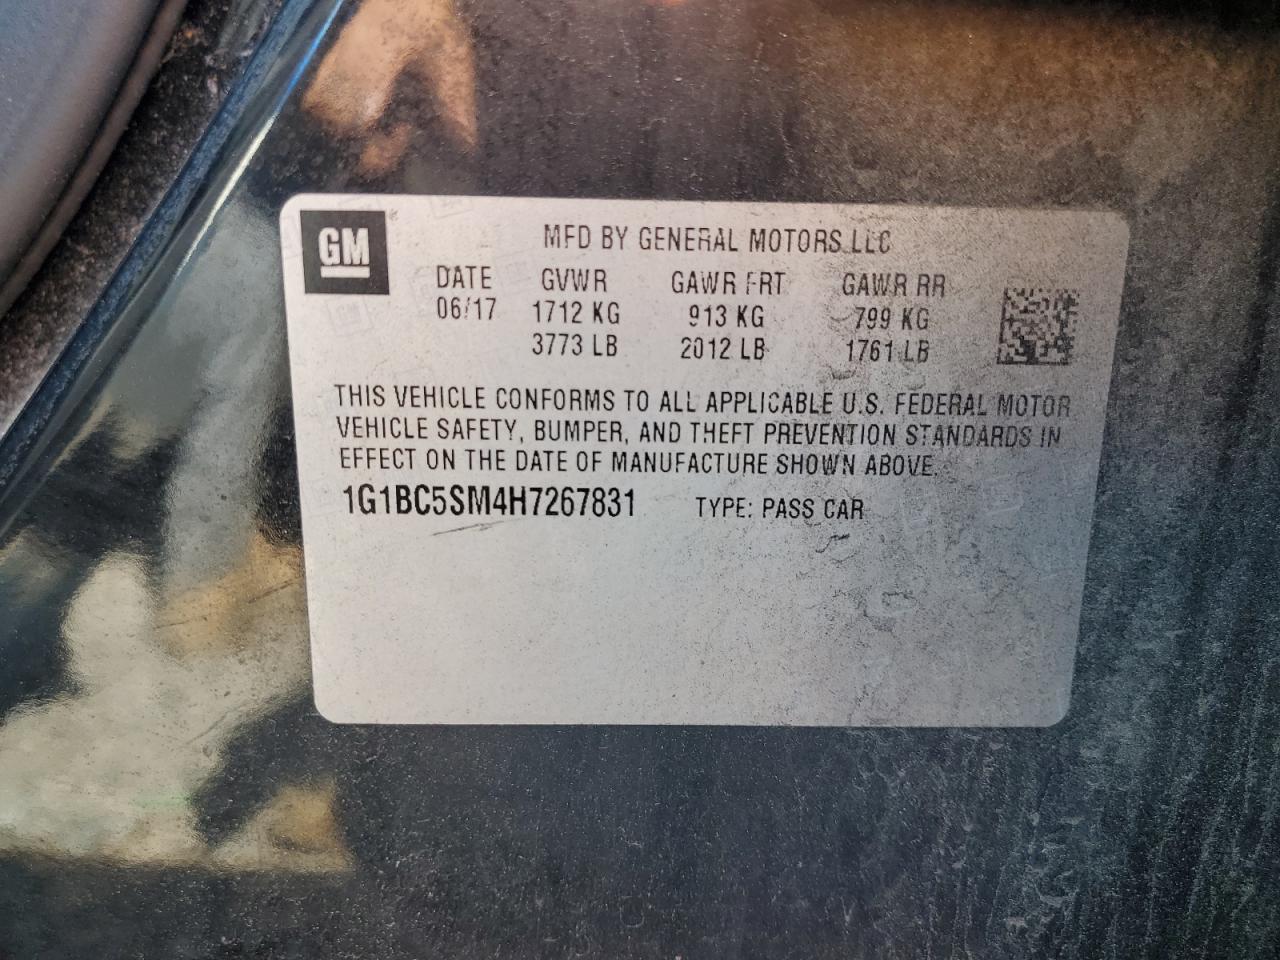 GM
MFD BY GENERAL MOTORS LLC
DATE GVWR GAWR FRT GAWR RR
06/17 1712 KG 913 KG 799 KG
3773 LB 2012 LB 1761 LB
THIS VEHICLE CONFORMS TO ALL APPLICABLE U.S. FEDERAL MOTOR
VEHICLE SAFETY, BUMPER, AND THEFT PREVENTION STANDARDS IN
EFFECT ON THE DATE OF MANUFACTURE SHOWN ABOVE.
1G1BC5SM4H7267831 TYPE: PASS CAR